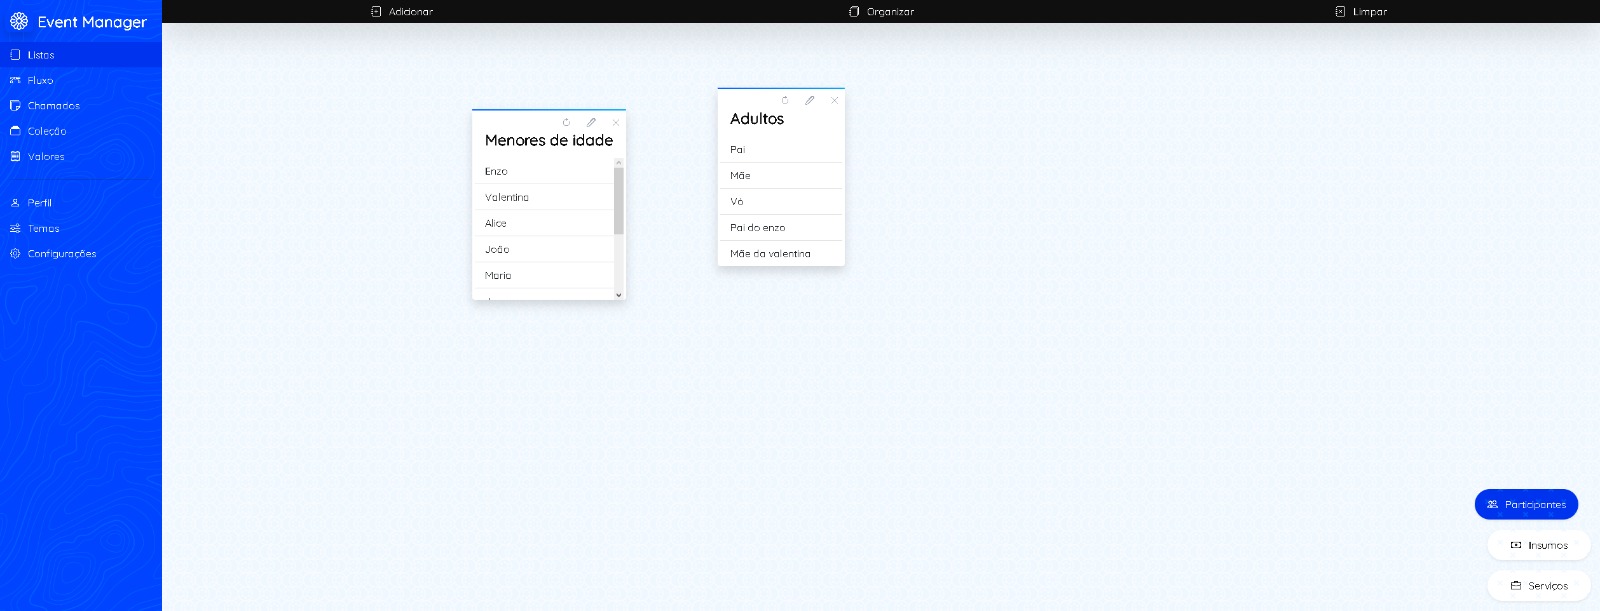 Event Manager
Listas
Fluxo
Chamados
Coleção
Valores
Perfil
Temas
Configurações
Adicionar
Organizar
Limpar
Menores de idade
Enzo
Valentina
Alice
João
Maria
Adultos
Pai
Mãe
Vó
Pai do enzo
Mãe da valentina
Participantes
Insumos
Serviços